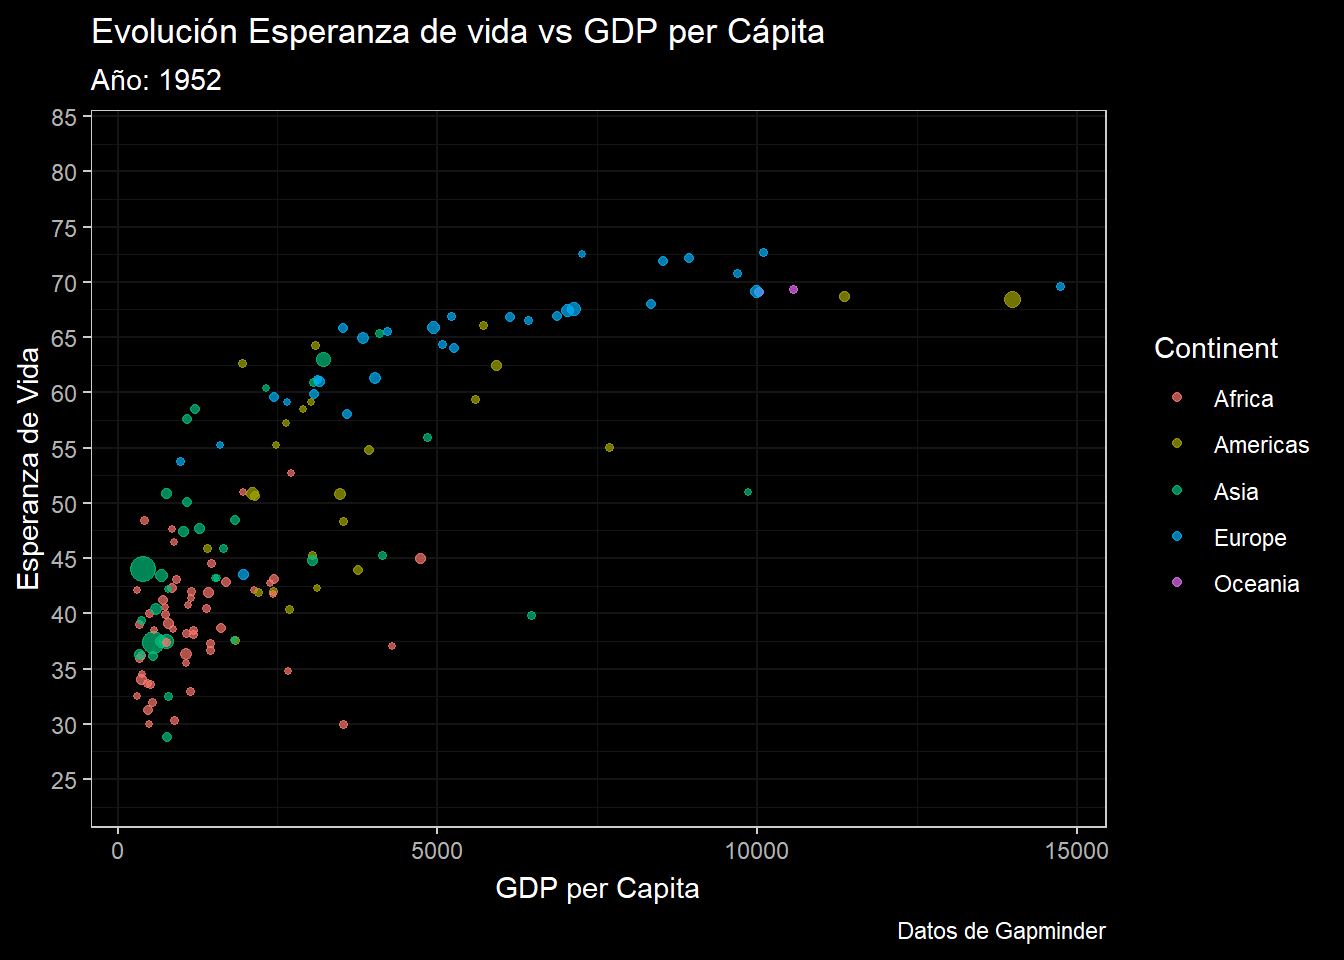 Evolución Esperanza de vida vs GDP per Cápita
Año: 1952
85
80
75
70
65
60
55
50
45
40
35
30
25
Esperanza de Vida
0
5000
10000
15000
GDP per Capita
Continent
Africa
Americas
Asia
Europe
Oceania
Datos de Gapminder